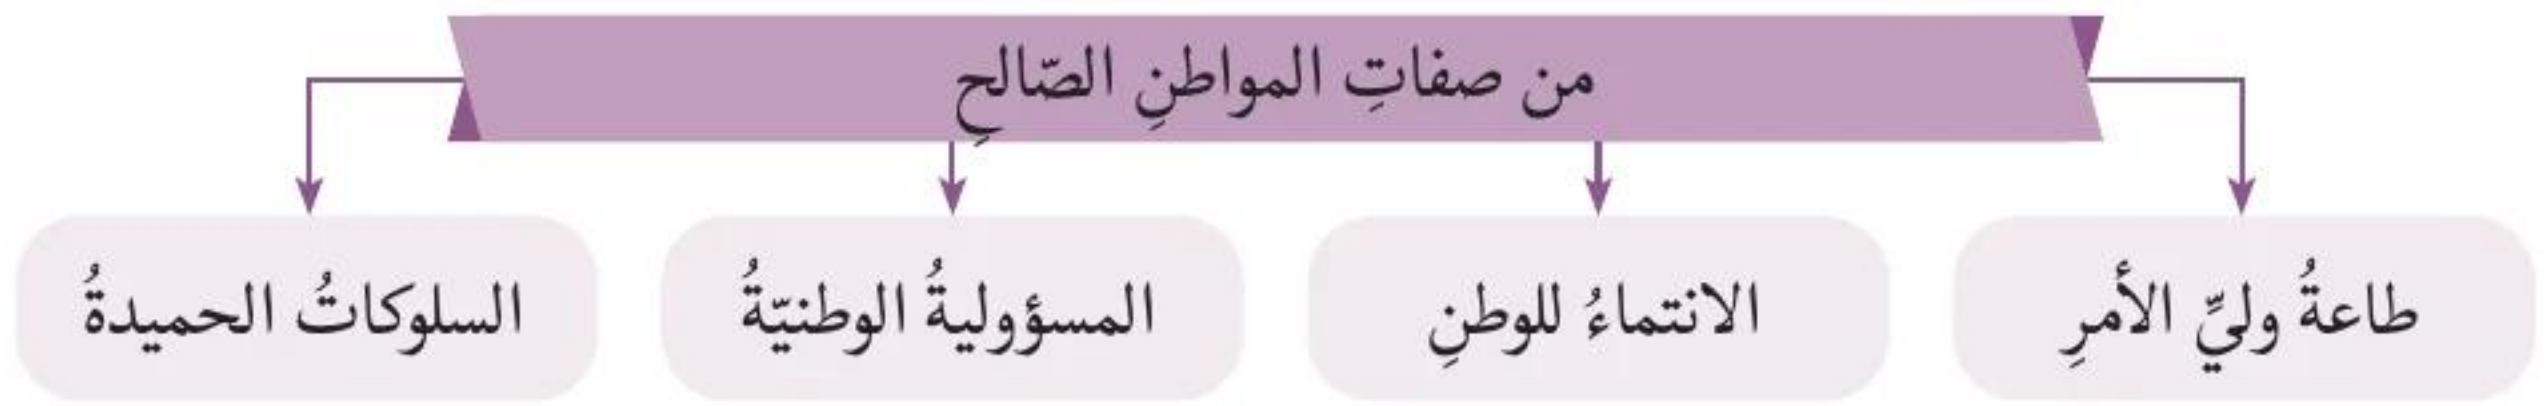 من صفاتِ المواطنِ الصّالحِ
طاعةُ وليِّ الأمرِ
الانتماءُ للوطنِ
المسؤوليةُ الوطنيّةُ
السلوكاتُ الحميدةُ